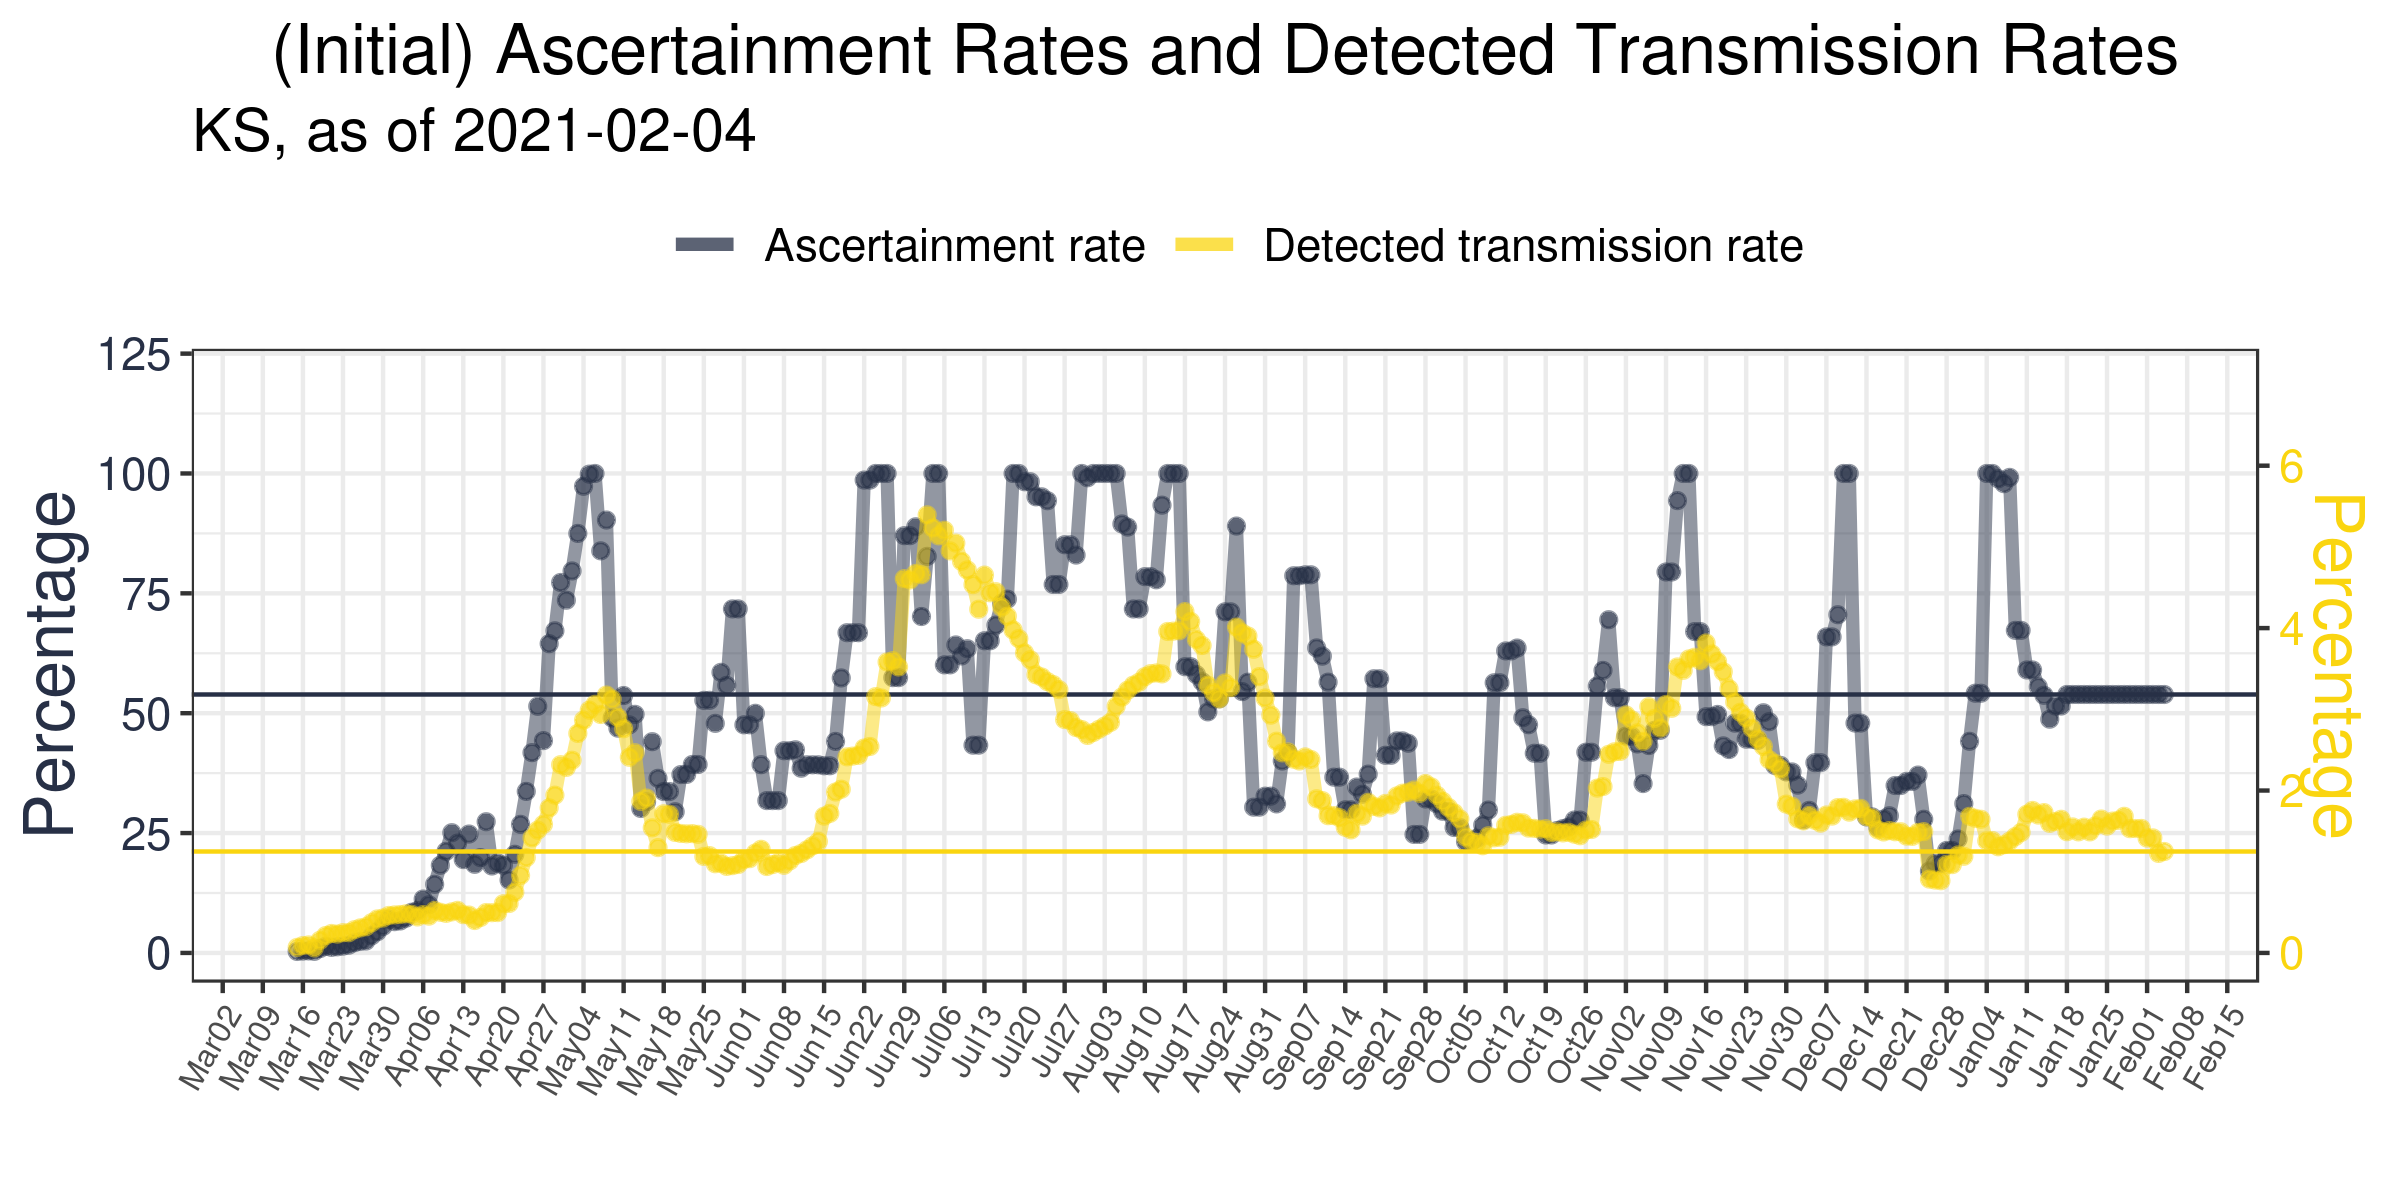 (Initial) Ascertainment Rates and Detected Transmission Rates
KS, as of 2021-02-04
Ascertainment rate
Detected transmission rate
Percentage
125
100
75
50
25
0
6
4
2
0
Percentage
Mar02
Mar09
Mar16
Mar23
Mar30
Apr06
Apr13
Apr20
Apr27
May04
May11
May18
May25
Jun01
Jun08
Jun15
Jun22
Jun29
Jul06
Jul13
Jul20
Jul27
Aug03
Aug10
Aug17
Aug24
Aug31
Sep07
Sep14
Sep21
Sep28
Oct05
Oct12
Oct19
Oct26
Nov02
Nov09
Nov16
Nov23
Nov30
Dec07
Dec14
Dec21
Dec28
Jan04
Jan11
Jan18
Jan25
Feb01
Feb08
Feb15